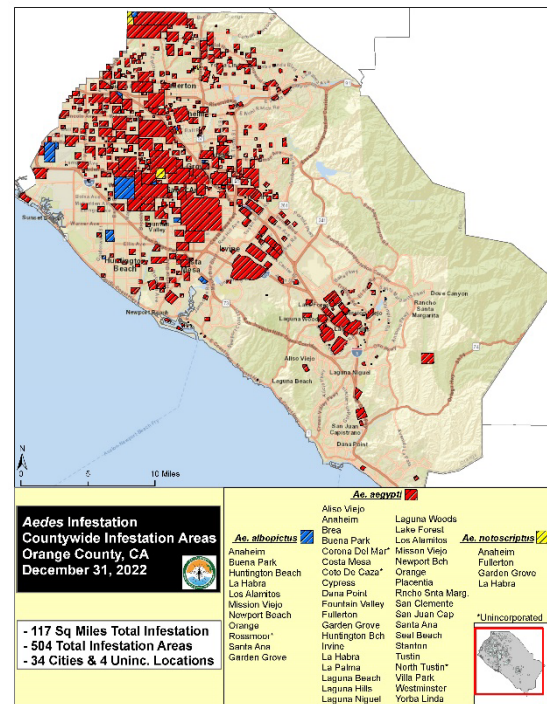 Fullerton
Irvine
Huntington
Beach
Newport Beach
Laguna Woods
Dove Canyon
Rancho
Santa
Margarita
Aliso Viejo
Laguna Beach
Laguna Niguel
San Juan
Capistrano
Dana Point
N
0 5 10 Miles
Aedes Infestation
Countywide Infestation Areas
Orange County, CA
December 31, 2022
- 117 Sq Miles Total Infestation
- 504 Total Infestation Areas
- 34 Cities & 4 Uninc. Locations
Ae. albopictus
Anaheim
Buena Park
Huntington Beach
La Habra
Los Alamitos
Mission Viejo
Newport Beach
Orange
Rossmoor*
Santa Ana
Garden Grove
Ae. aegypti
Aliso Viejo
Anaheim
Brea
Buena Park
Corona Del Mar*
Costa Mesa
Coto De Caza*
Cypress
Dana Point
Fountain Valley
Fullerton
Garden Grove
Huntington Bch
Irvine
La Habra
La Palma
Laguna Beach
Laguna Hills
Laguna Niguel
Laguna Woods
Lake Forest
Los Alamitos
Misson Viejo
Newport Bch
Orange
Placentia
Rncho Snta Marg.
San Clemente
San Juan Cap
Santa Ana
Seal Beach
Stanton
Tustin
North Tustin*
Villa Park
Westminster
Yorba Linda
Ae. notoscriptus
Anaheim
Fullerton
Garden Grove
La Habra
*Unincorporated